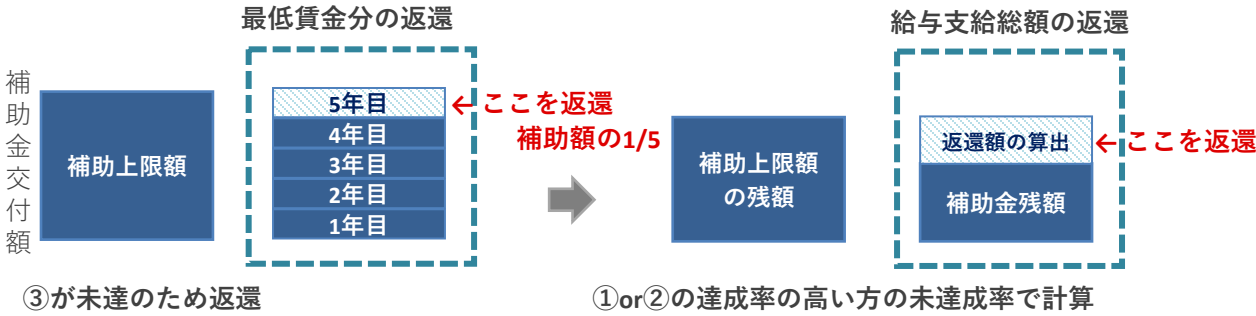 最低賃金分の返還
補助金交付額
補助上限額
5年目
4年目
3年目
2年目
1年目
←ここを返還
補助額の1/5
③が未達のため返還
給与支給総額の返還
補助上限額
の残額
返還額の算出
補助金残額
←ここを返還
①or②の達成率の高い方の未達成率で計算